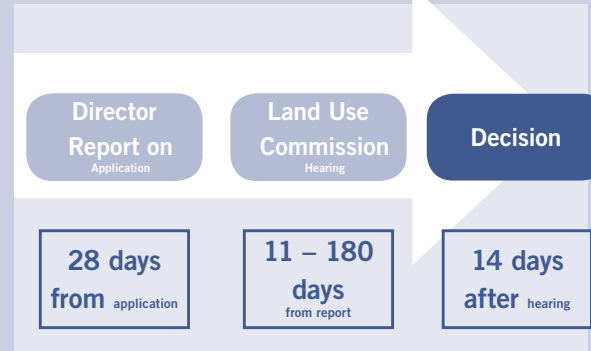 Director
Report on
Application
Land Use
Commission
Hearing
Decision
28 days
from application
11 – 180
days
from report
14 days
after hearing